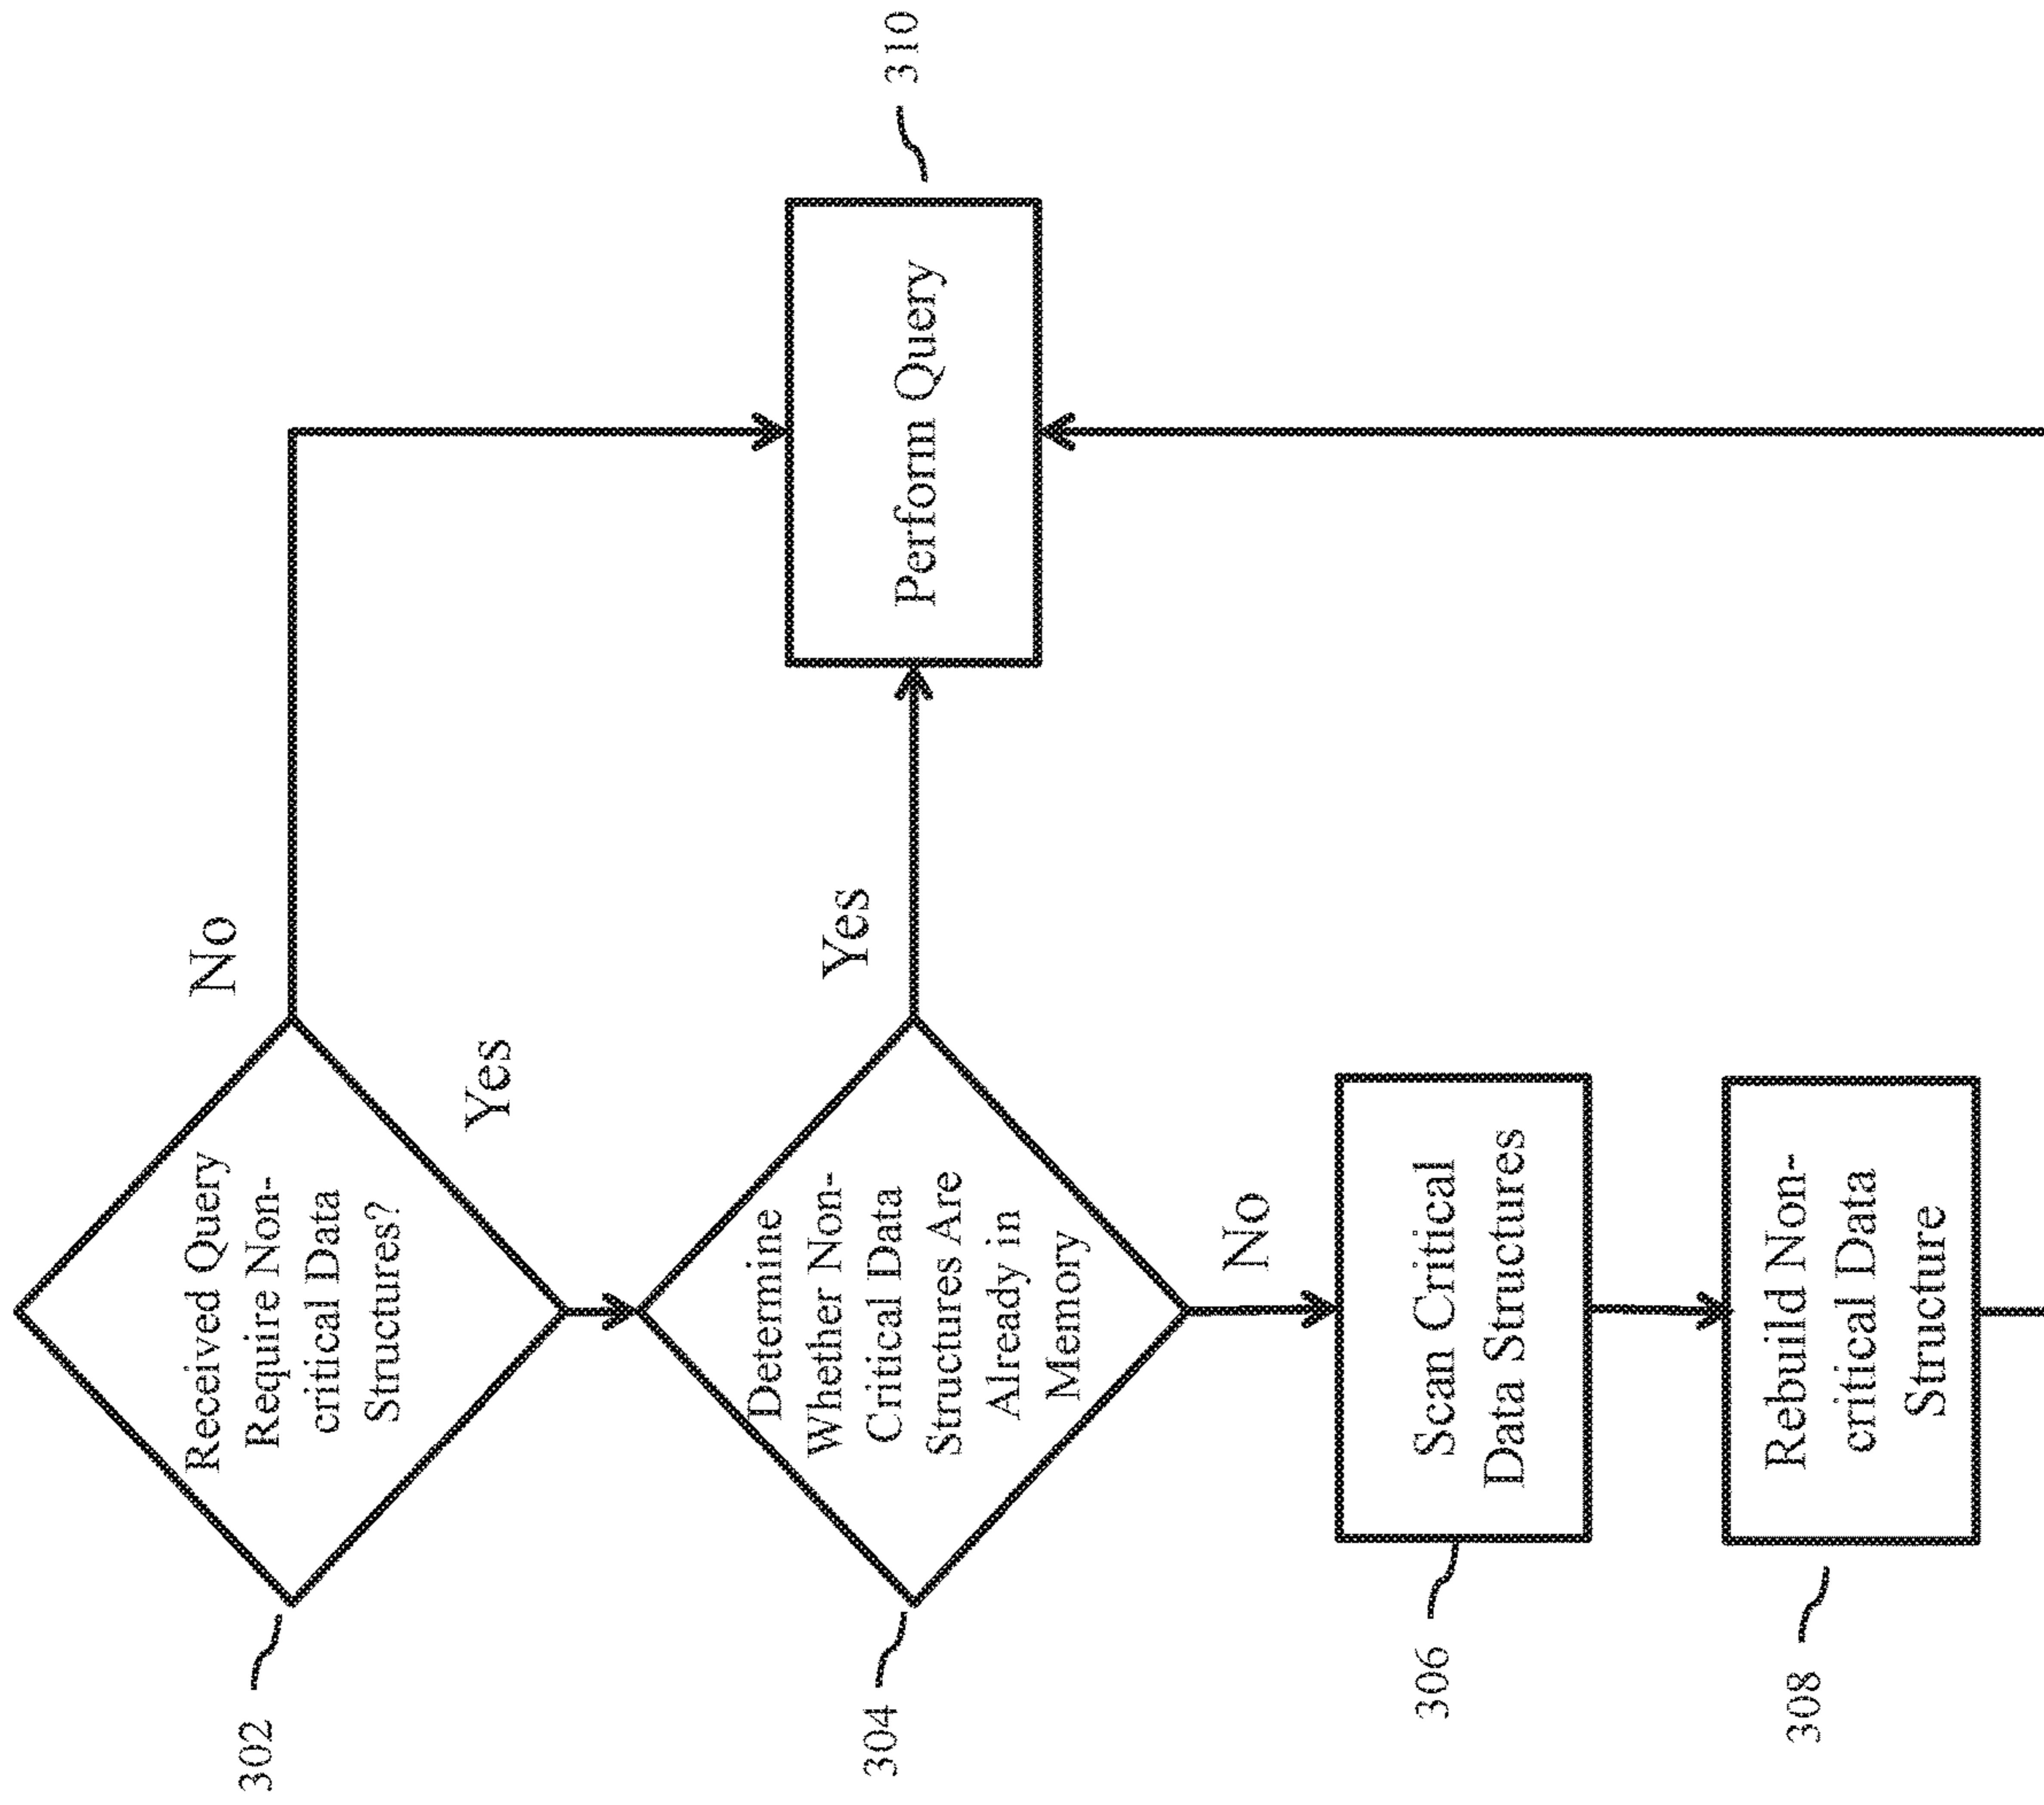 302
Received Query
Require Non-
critical Data
Structures?
No
Yes
304
Determine
Whether Non-
Critical Data
Structures Are
Already in
Memory
Yes
No
Perform Query
310
306
Scan Critical
Data Structures
308
Rebuild Non-
critical Data
Structure